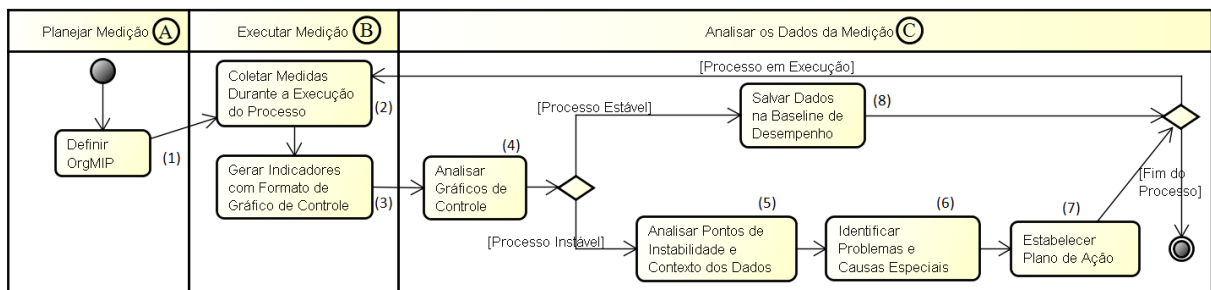 Planejar Medição A
Executar Medição B
Analisar os Dados da Medição C
[Processo em Execução]
Coletar Medidas
Durante a Execução
do Processo
(2)
Definir
OrgMIP
(1)
Gerar Indicadores
com Formato de
Gráfico de Controle
(3)
(4)
Analisar
Gráficos de
Controle
[Processo Estável]
Salvar Dados
na Baseline de
Desempenho
(8)
[Processo Instável]
(5)
Analisar Pontos de
Instabilidade e
Contexto dos Dados
(6)
Identificar
Problemas e
Causas Especiais
(7)
Estabelecer
Plano de Ação
[Fim do
Processo]